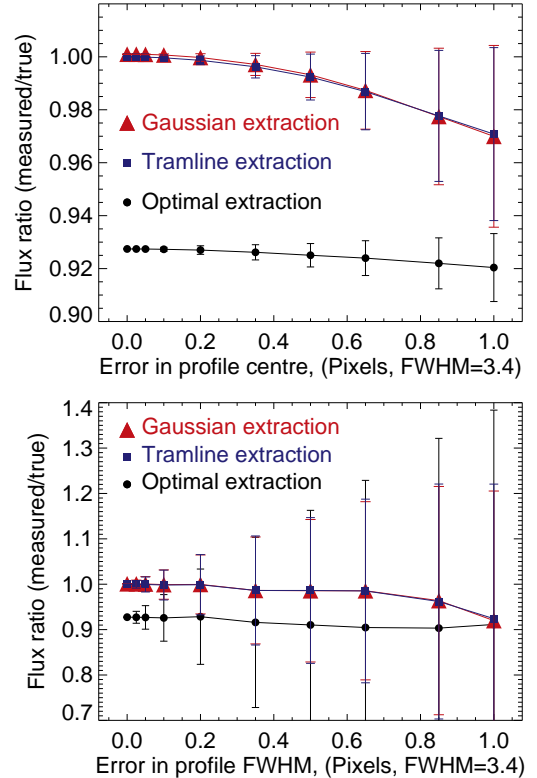 1.00
0.98
0.96
0.94
0.92
0.90
Flux ratio (measured/true)
Gaussian extraction
Tramline extraction
Optimal extraction
0.0 0.2 0.4 0.6 0.8 1.0
Error in profile centre, (Pixels, FWHM=3.4)
1.4
1.3
1.2
1.1
1.0
0.9
0.8
0.7
Flux ratio (measured/true)
Gaussian extraction
Tramline extraction
Optimal extraction
0.0 0.2 0.4 0.6 0.8 1.0
Error in profile FWHM, (Pixels, FWHM=3.4)